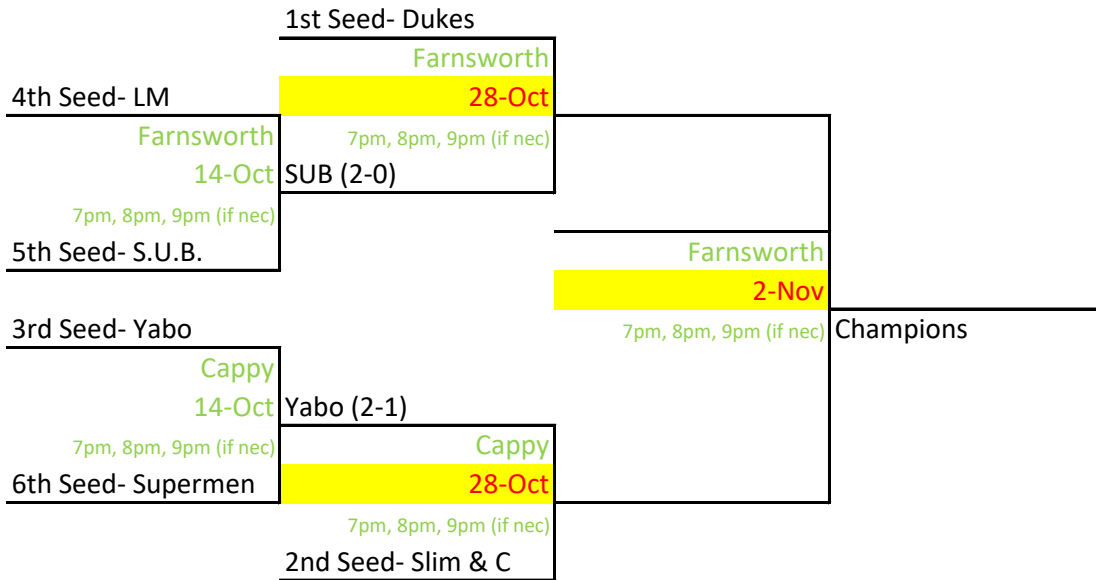 1st Seed- Dukes
Farnsworth
4th Seed- LM
28-Oct
Farnsworth
7pm, 8pm, 9pm (if nec)
14-Oct
SUB (2-0)
7pm, 8pm, 9pm (if nec)
5th Seed- S.U.B.
Farnsworth
2-Nov
3rd Seed- Yabo
7pm, 8pm, 9pm (if nec)
Champions
Cappy
14-Oct
Yabo (2-1)
7pm, 8pm, 9pm (if nec)
Cappy
6th Seed- Supermen
28-Oct
7pm, 8pm, 9pm (if nec)
2nd Seed- Slim & C